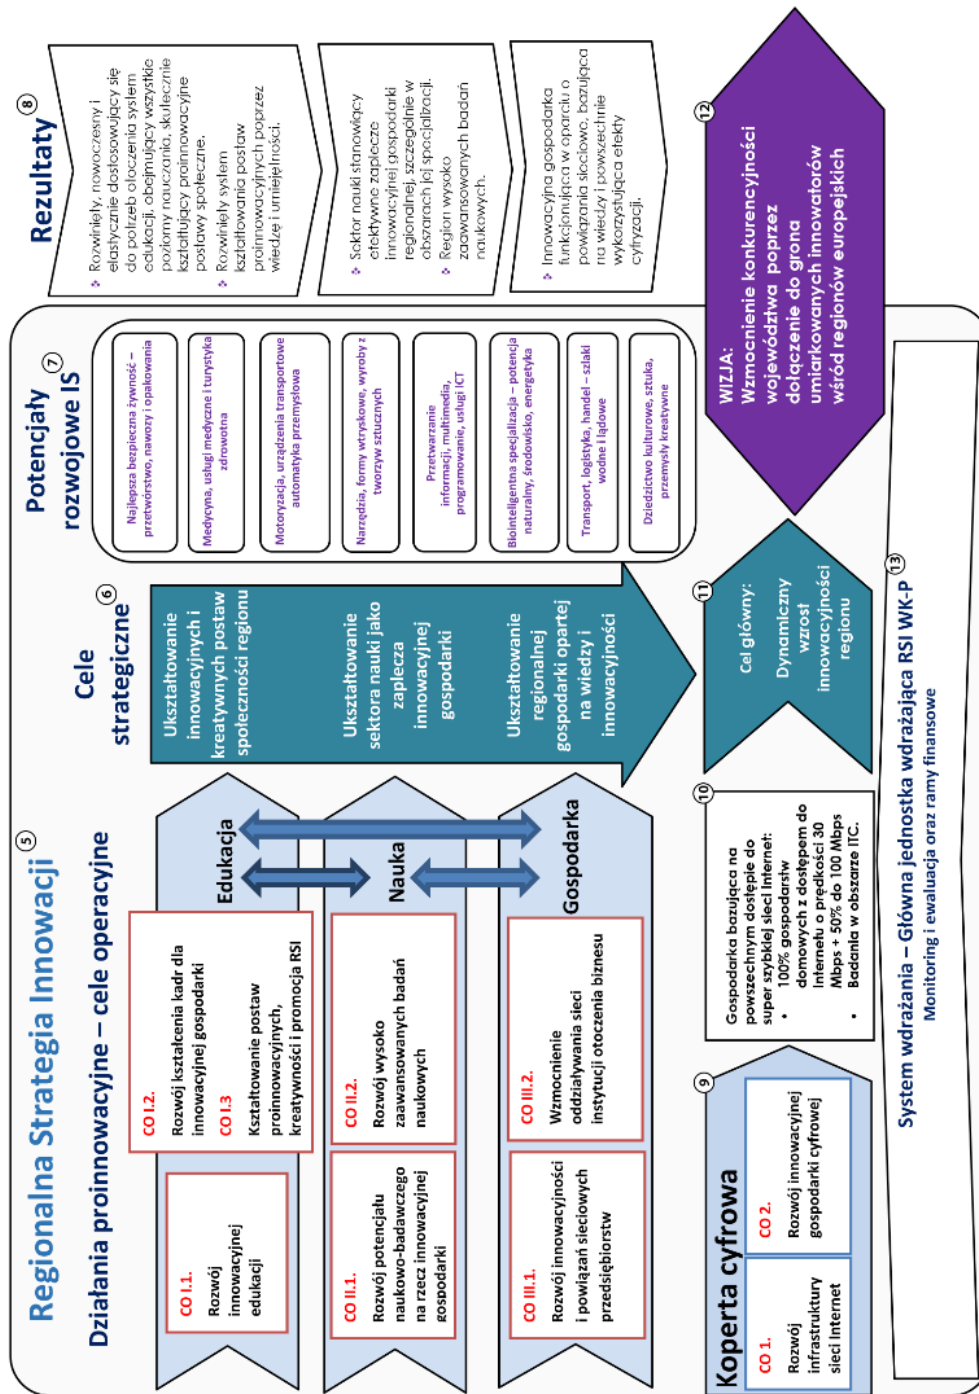 Regionalna Strategia Innowacji
5
Działania proinnowacyjne – cele operacyjne
Cele
strategiczne
6
Potencjały
rozwojowe IS
7
Rezultaty
8
CO I.1.
Rozwój
innowacyjnej
edukacji
CO I.2.
Rozwój kształcenia kadr dla
innowacyjnej gospodarki
CO I.3
Kształtowanie postaw
proinnowacyjnych,
kreatywności i promocja RSI
Edukacja
CO II.1.
Rozwój potencjału
naukowo-badawczego
na rzecz innowacyjnej
gospodarki
CO II.2.
Rozwój wysoko
zaawansowanych badań
naukowych
Nauka
CO III.1.
Rozwój innowacyjności
i powiązań sieciowych
przedsiębiorstw
CO III.2.
Wzmocnienie
oddziaływania sieci
instytucji otoczenia biznesu
Gospodarka
Ukształtowanie
innowacyjnych i
kreatywnych postaw
społeczności regionu
Ukształtowanie
sektora nauki jako
zaplecza
innowacyjnej
gospodarki
Ukształtowanie
regionalnej
gospodarki opartej
na wiedzy i
innowacyjności
Najlepsza bezpieczna żywność –
przetwórstwo, nawozy i opakowania
Medycyna, usługi medyczne i turystyka
zdrowotna
Motoryzacja, urządzenia transportowe
automatyka przemysłowa
Narzędzia, formy wtryskowe, wyroby z
tworzyw sztucznych
Przetwarzanie
informacji, multimedia,
programowanie, usługi ICT
Biointeligentna specjalizacja – potencja
naturalny, środowisko, energetyka
Transport, logistyka, handel – szlaki
wodne i lądowe
Dziedzictwo kulturowe, sztuka,
przemysły kreatywne
Rozwinięty, nowoczesny i
elastycznie dostosowujący się
do potrzeb otoczenia system
edukacji, obejmujący wszystkie
poziomy nauczania, skutecznie
kształtujący proinnowacyjne
postawy społeczne.
Rozwinięty system
kształtowania postaw
proinnowacyjnych poprzez
wiedzę i umiejętności.
Sektor nauki stanowiący
efektywne zaplecze
innowacyjnej gospodarki
regionalnej, szczególnie w
obszarach jej specjalizacji.
Region wysoko
zaawansowanych badań
naukowych.
Innowacyjna gospodarka
funkcjonująca w oparciu o
powiązania sieciowe, bazująca
na wiedzy i powszechnie
wykorzystująca efekty
cyfryzacji.
Koperta cyfrowa
9
CO 1.
Rozwój
infrastruktury
sieci Internet
CO 2.
Rozwój innowacyjnej
gospodarki cyfrowej
10
Gospodarka bazująca na
powszechnym dostępie do
super szybkiej sieci Internet:
• 100% gospodarstw
domowych z dostępem do
Internetu o prędkości 30
Mbps + 50% do 100 Mbps
• Badania w obszarze ITC.
11
Cel główny:
Dynamiczny
wzrost
innowacyjności
regionu
12
WIZJA:
Wzmocnienie konkurencyjności
województwa poprzez
dołączenie do grona
umiarkowanych innowatorów
wśród regionów europejskich
System wdrażania – Główna jednostka wdrażająca RSI WK-P
13
Monitoring i ewaluacja oraz ramy finansowe